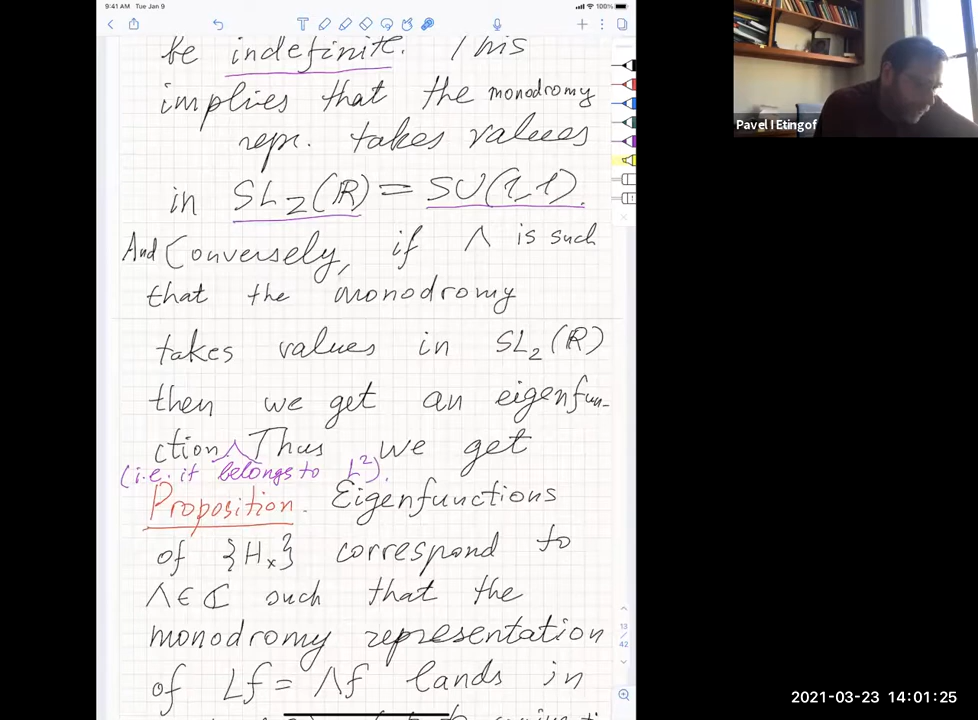 9:41 AM Tue Jan 9
100%
be indefinite. This
implies that the monodromy
repr. takes values
in SL₂(ℝ) = SU(1,1).
And Conversely, if Λ is such
that the monodromy
takes values in SL₂(ℝ)
then we get an eigenfun-
ction. Thus we get
(i.e. it belongs to L²).
Proposition. Eigenfunctions
of {Hₓ} correspond to
Λ∈ℂ such that the
monodromy representation
of Lf = Λf lands in
13
42
Pavel I Etingof
2021-03-23 14:01:25